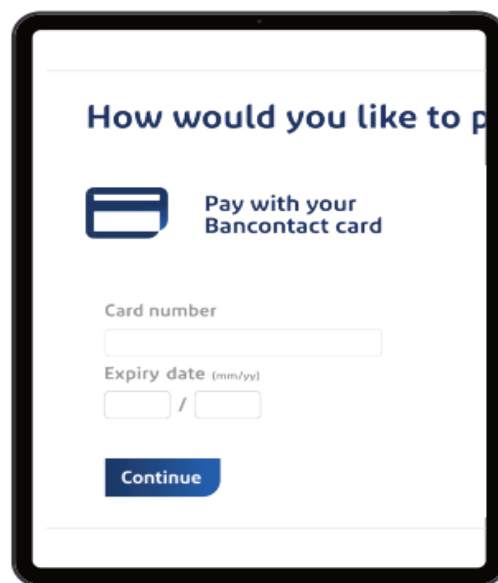 How would you like to p
Pay with your
Bancontact card
Card number
Expiry date (mm/yy)
/
Continue